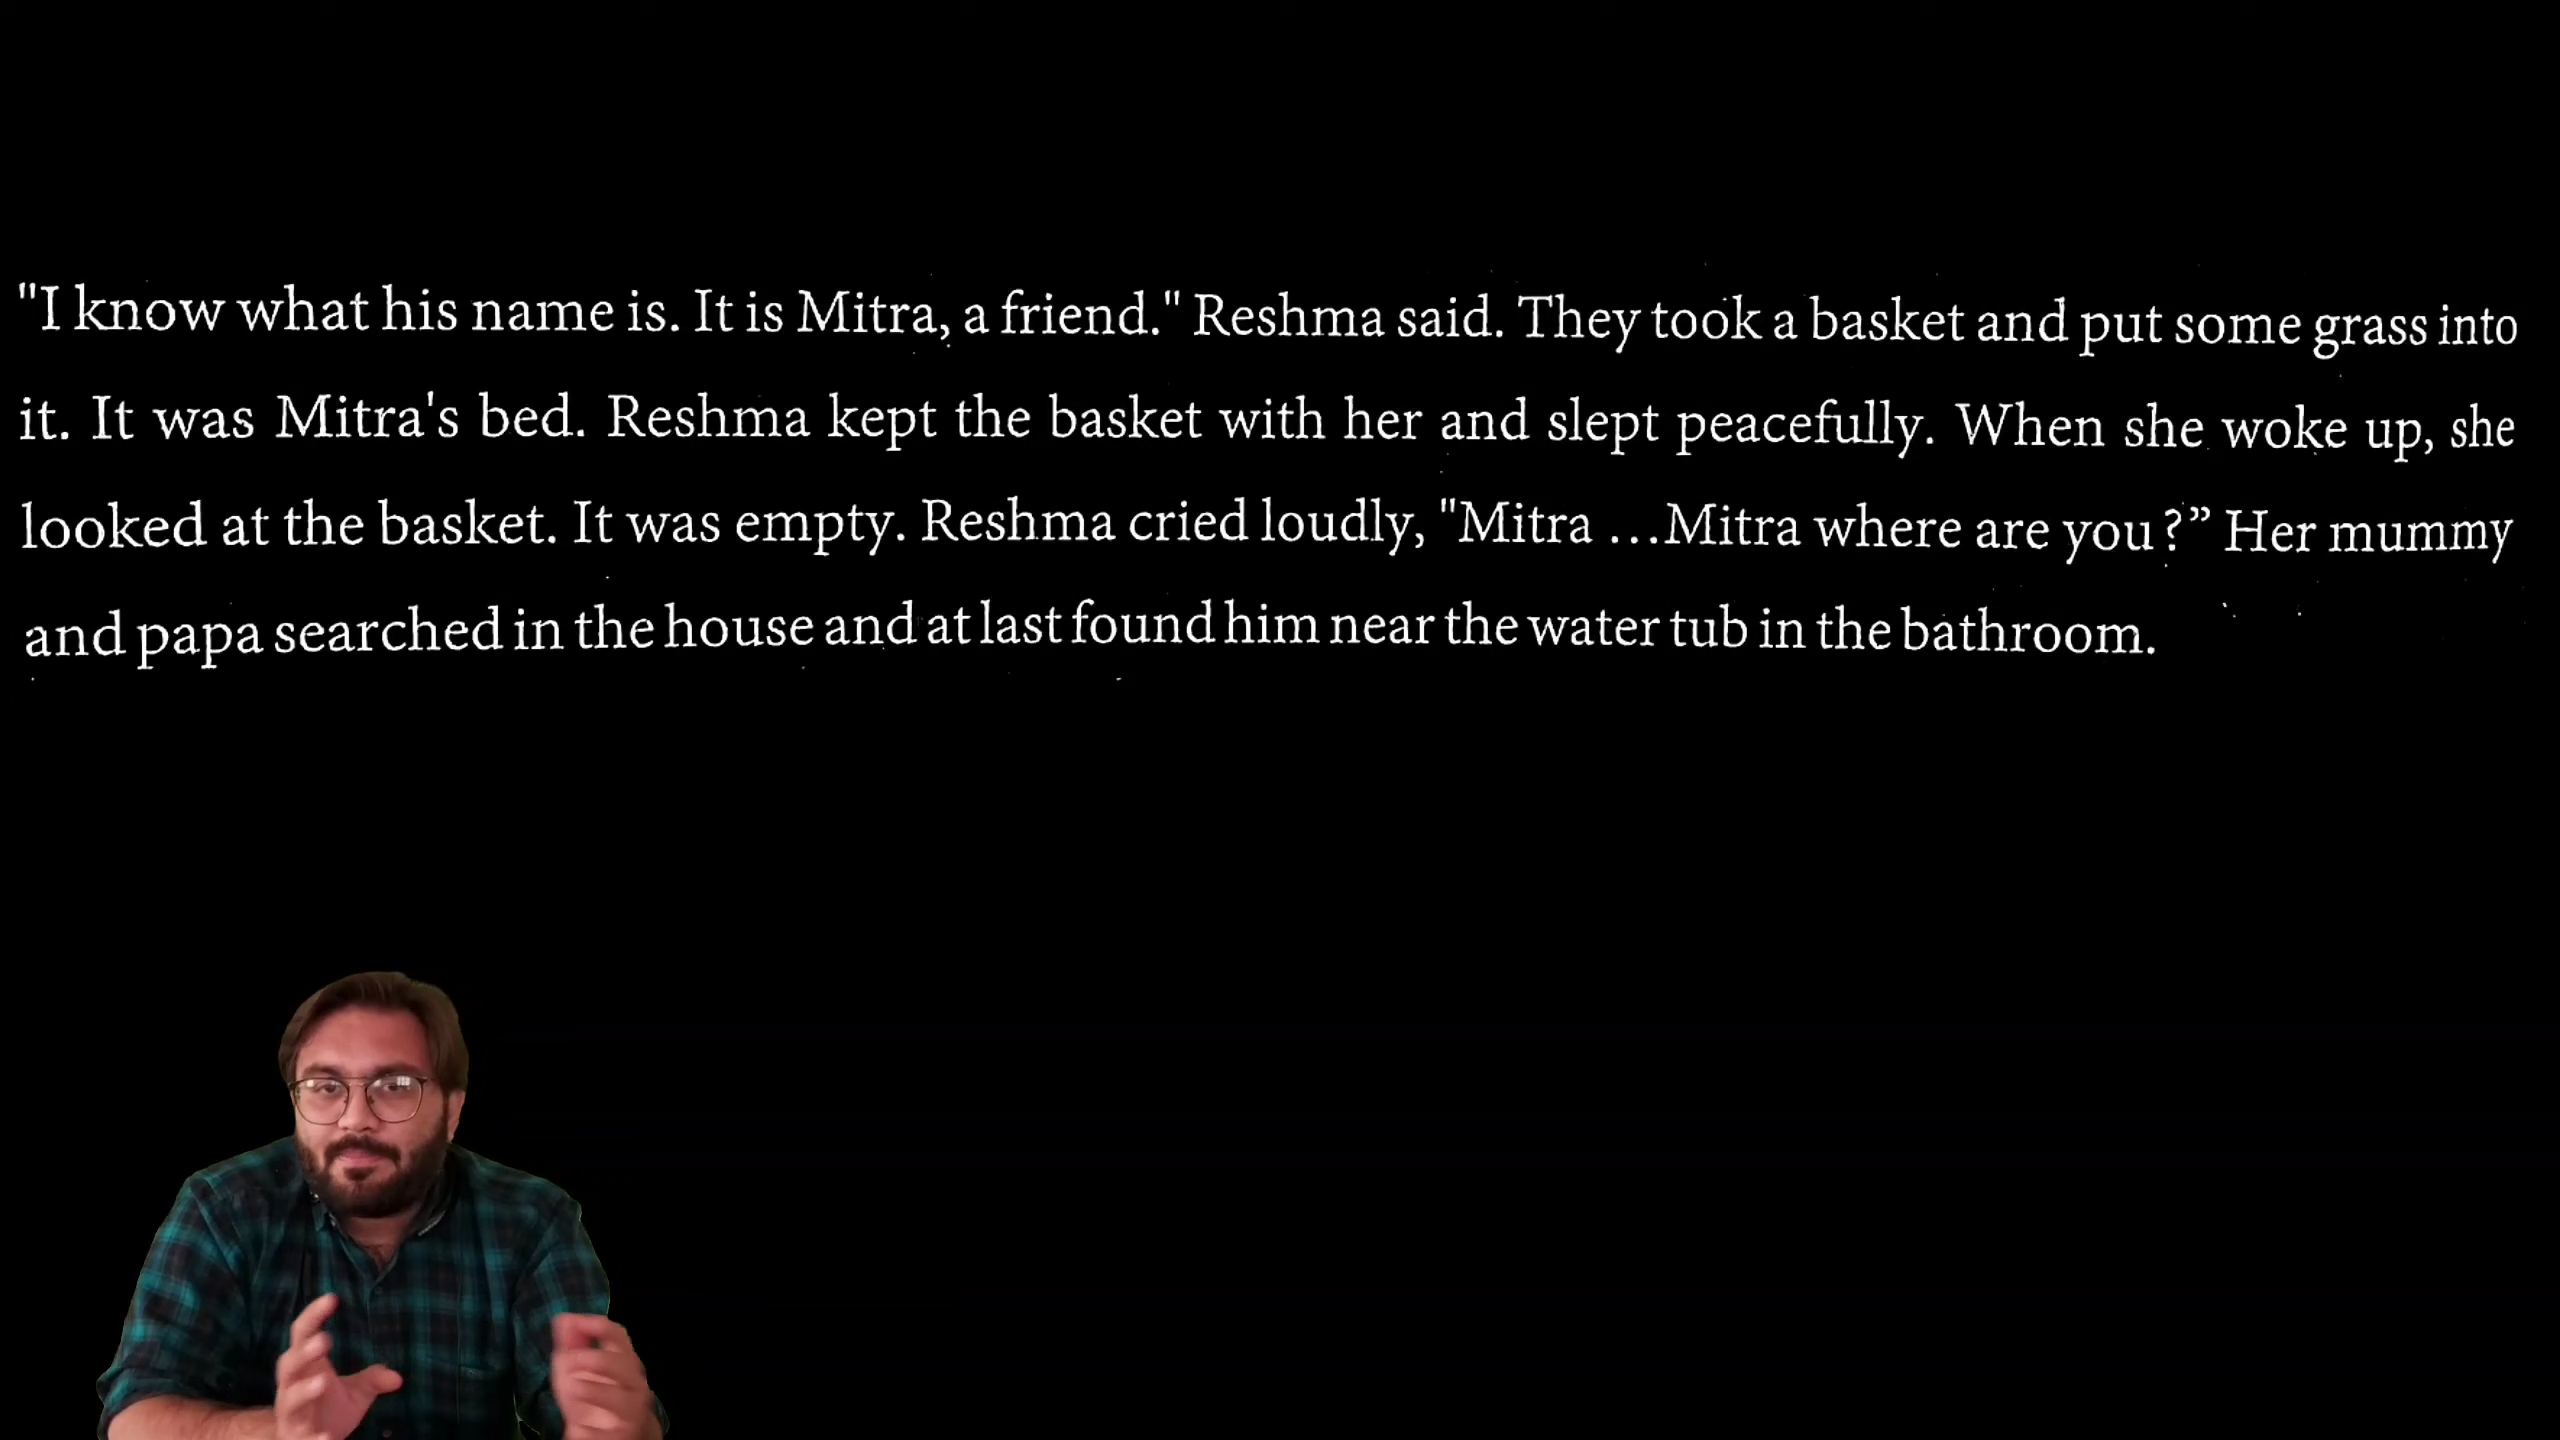 "I know what his name is. It is Mitra, a friend." Reshma said. They took a basket and put some grass into
it. It was Mitra's bed. Reshma kept the basket with her and slept peacefully. When she woke up, she
looked at the basket. It was empty. Reshma cried loudly, "Mitra ...Mitra where are you?” Her mummy
and papa searched in the house and at last found him near the water tub in the bathroom.